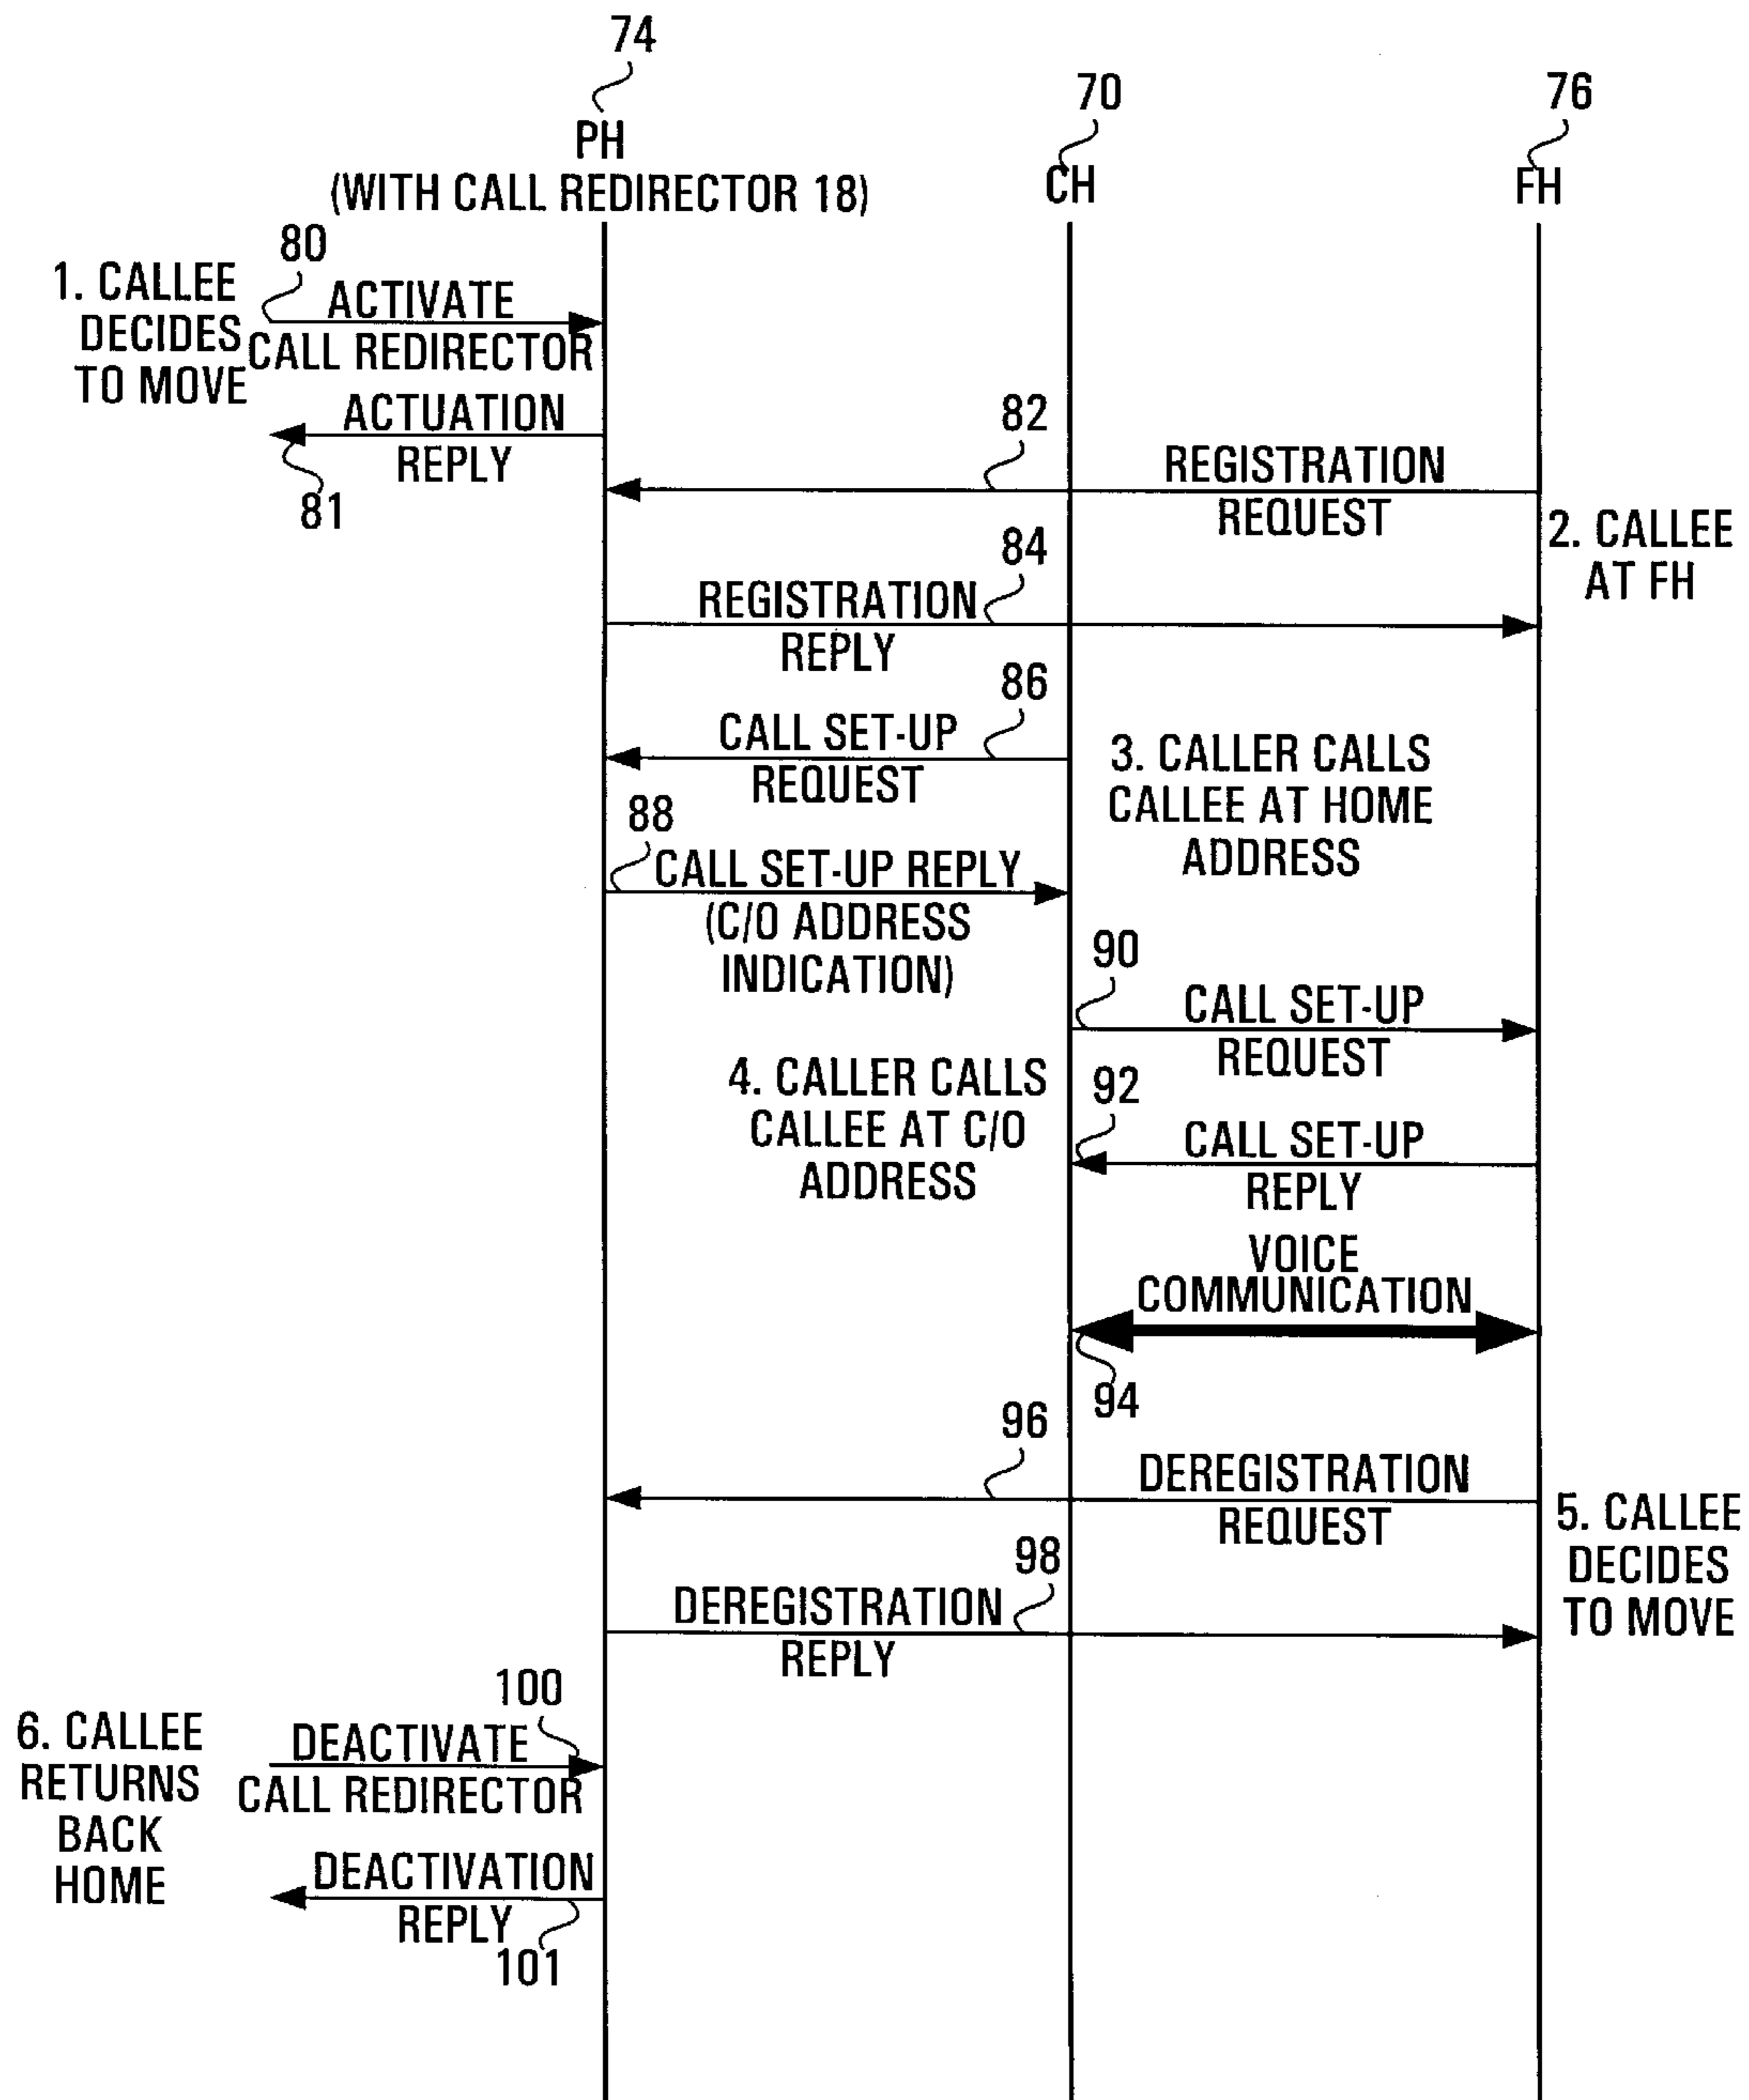 74
70
76
PH
(WITH CALL REDIRECTOR 18)
CH
FH
80
1. CALLEE
DECIDES
TO MOVE
ACTIVATE
CALL REDIRECTOR
ACTUATION
REPLY
81
82
REGISTRATION
REQUEST
2. CALLEE
AT FH
84
REGISTRATION
REPLY
86
CALL SET-UP
REQUEST
3. CALLER CALLS
CALLEE AT HOME
ADDRESS
88
CALL SET-UP REPLY
(C/O ADDRESS
INDICATION)
90
CALL SET-UP
REQUEST
4. CALLER CALLS
CALLEE AT C/O
ADDRESS
92
CALL SET-UP
REPLY
VOICE
COMMUNICATION
94
96
DEREGISTRATION
REQUEST
5. CALLEE
DECIDES
TO MOVE
98
DEREGISTRATION
REPLY
100
6. CALLEE
RETURNS
BACK
HOME
DEACTIVATE
CALL REDIRECTOR
DEACTIVATION
REPLY
101